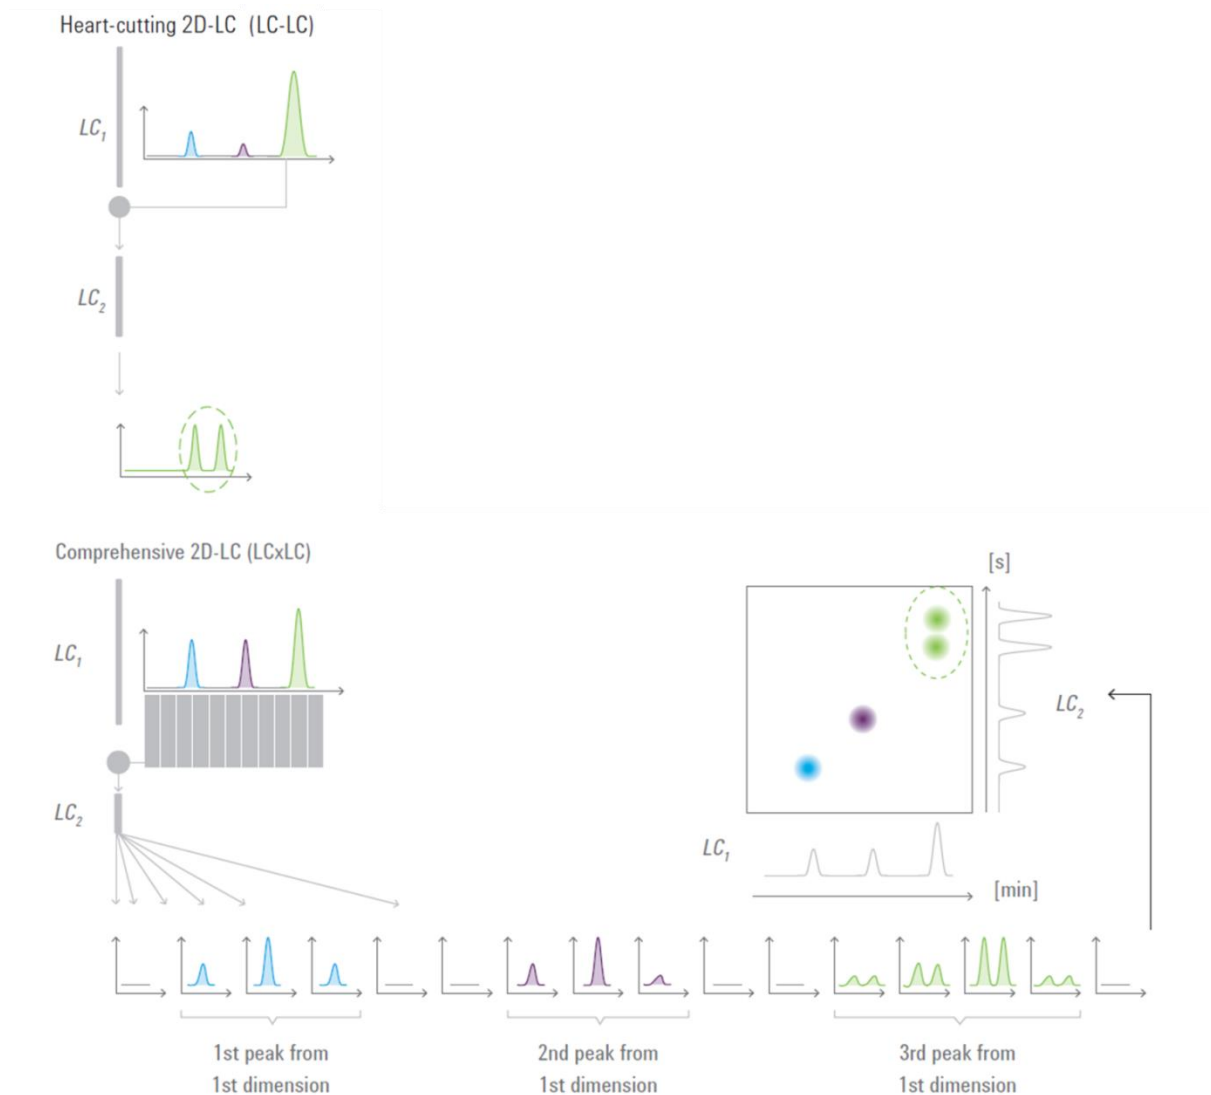 Heart-cutting 2D-LC (LC-LC)
LC1
LC2
Comprehensive 2D-LC (LCxLC)
LC1
LC2
[s]
LC2
LC1
[min]
1st peak from
1st dimension
2nd peak from
1st dimension
3rd peak from
1st dimension